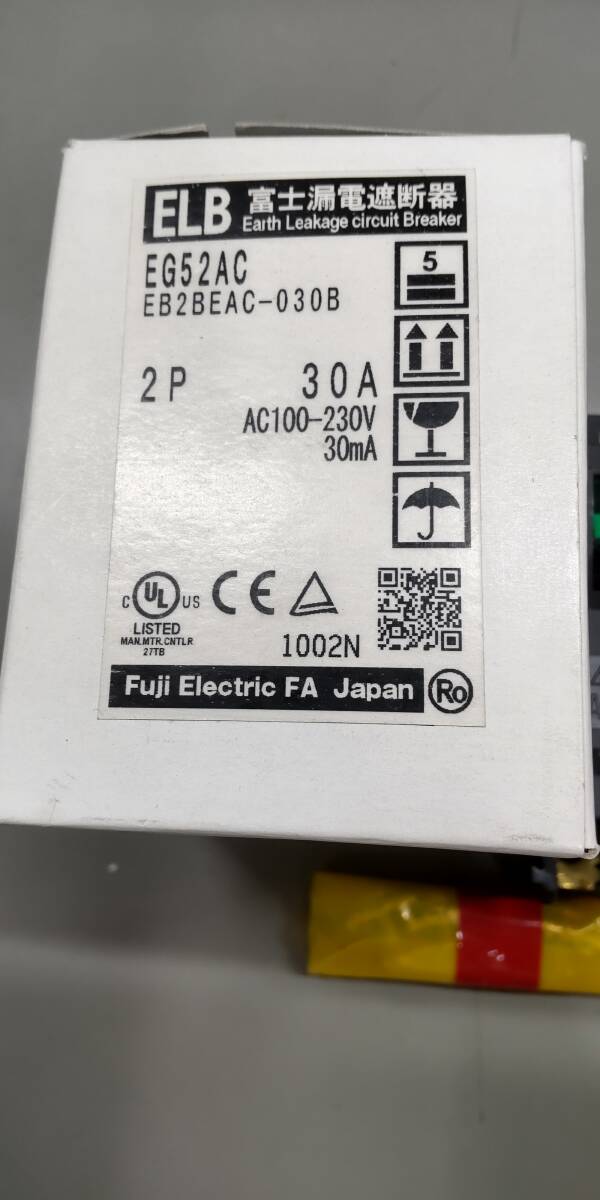 ELB 富士漏電遮断器
Earth Leakage circuit Breaker
EG52AC
EB2BEAC-030B
5
2P 30A
AC100-230V
30mA
C UL US
LISTED
MAN.MTR.CNTLR
27TB
CE
1002N
Fuji Electric FA Japan Ro